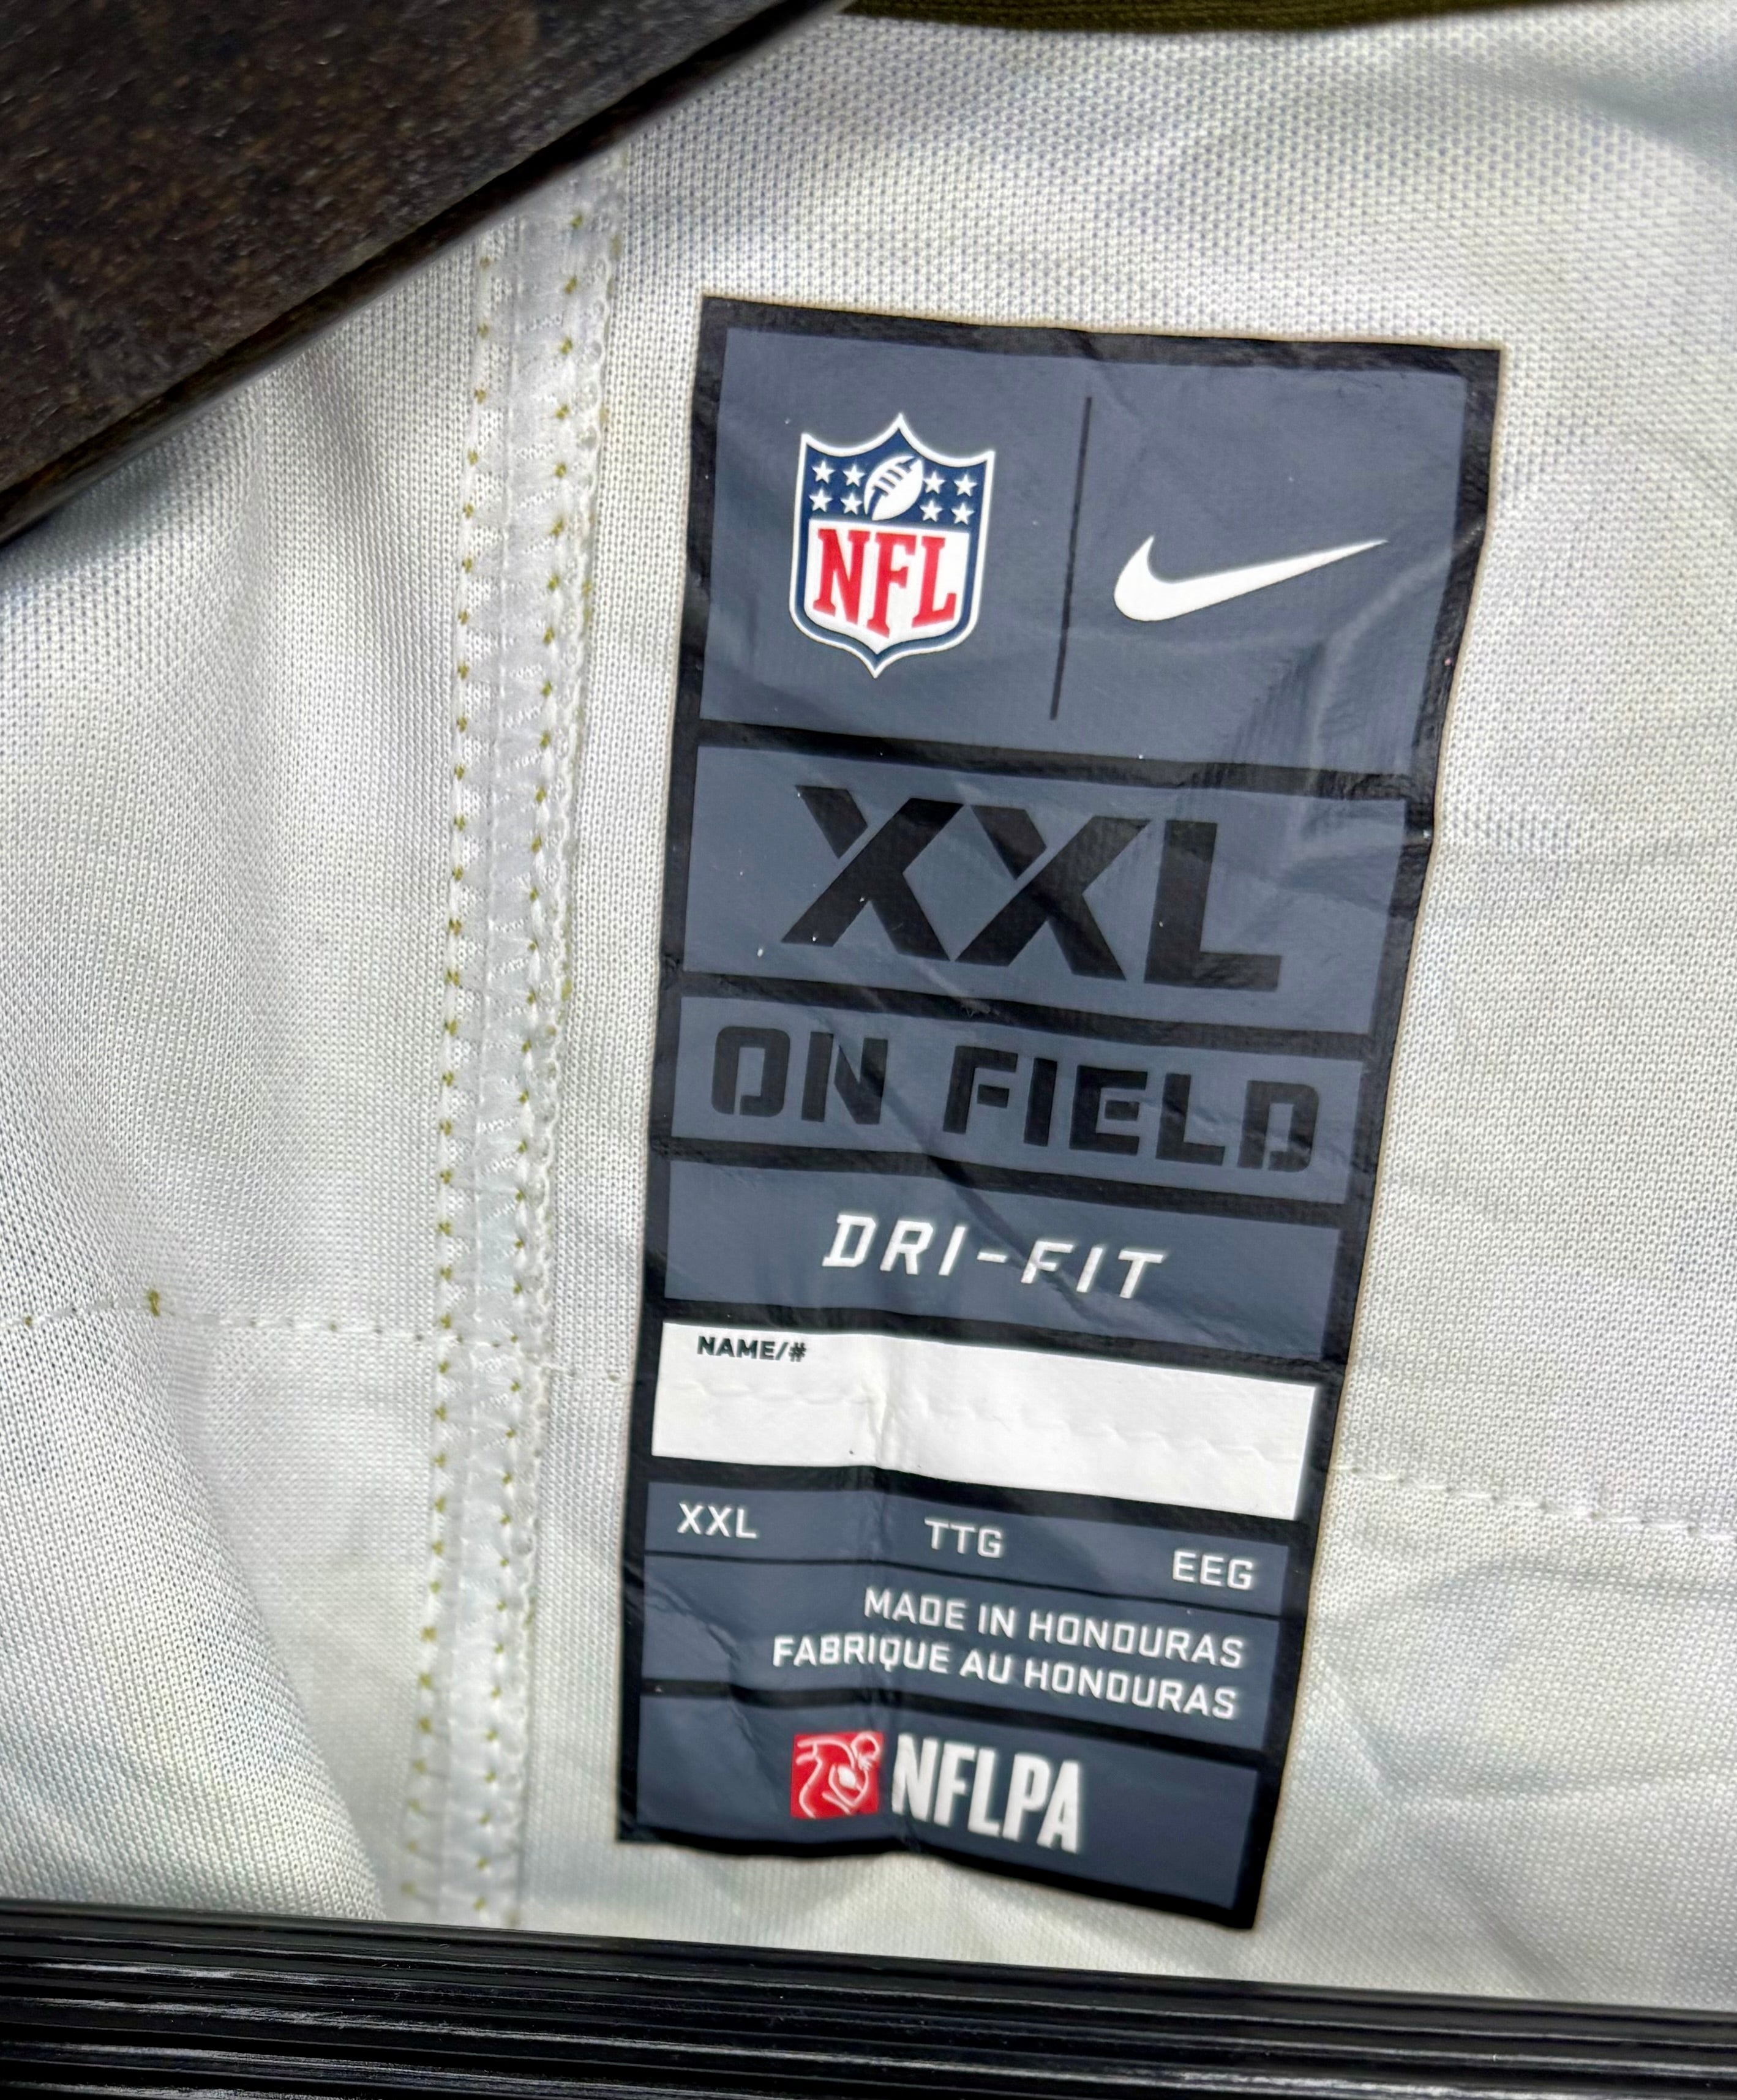 NFL
XXL
ON FIELD
DRI-FIT
NAME/#
XXL TTG EEG
MADE IN HONDURAS
FABRIQUE AU HONDURAS
NFLPA